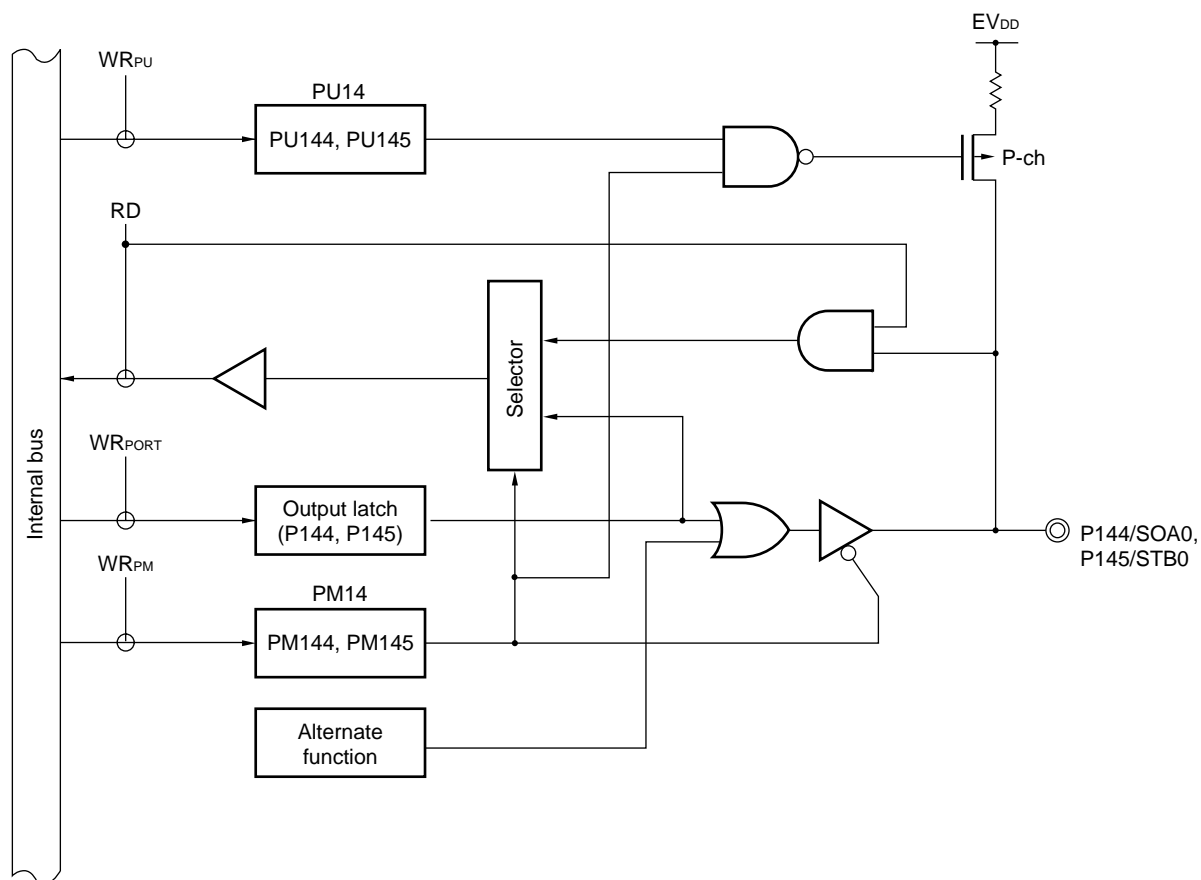 EVDD
WRPU
PU14
PU144, PU145
P-ch
RD
Selector
Internal bus
WRPORT
Output latch
(P144, P145)
P144/SOA0,
P145/STB0
WRPM
PM14
PM144, PM145
Alternate
function